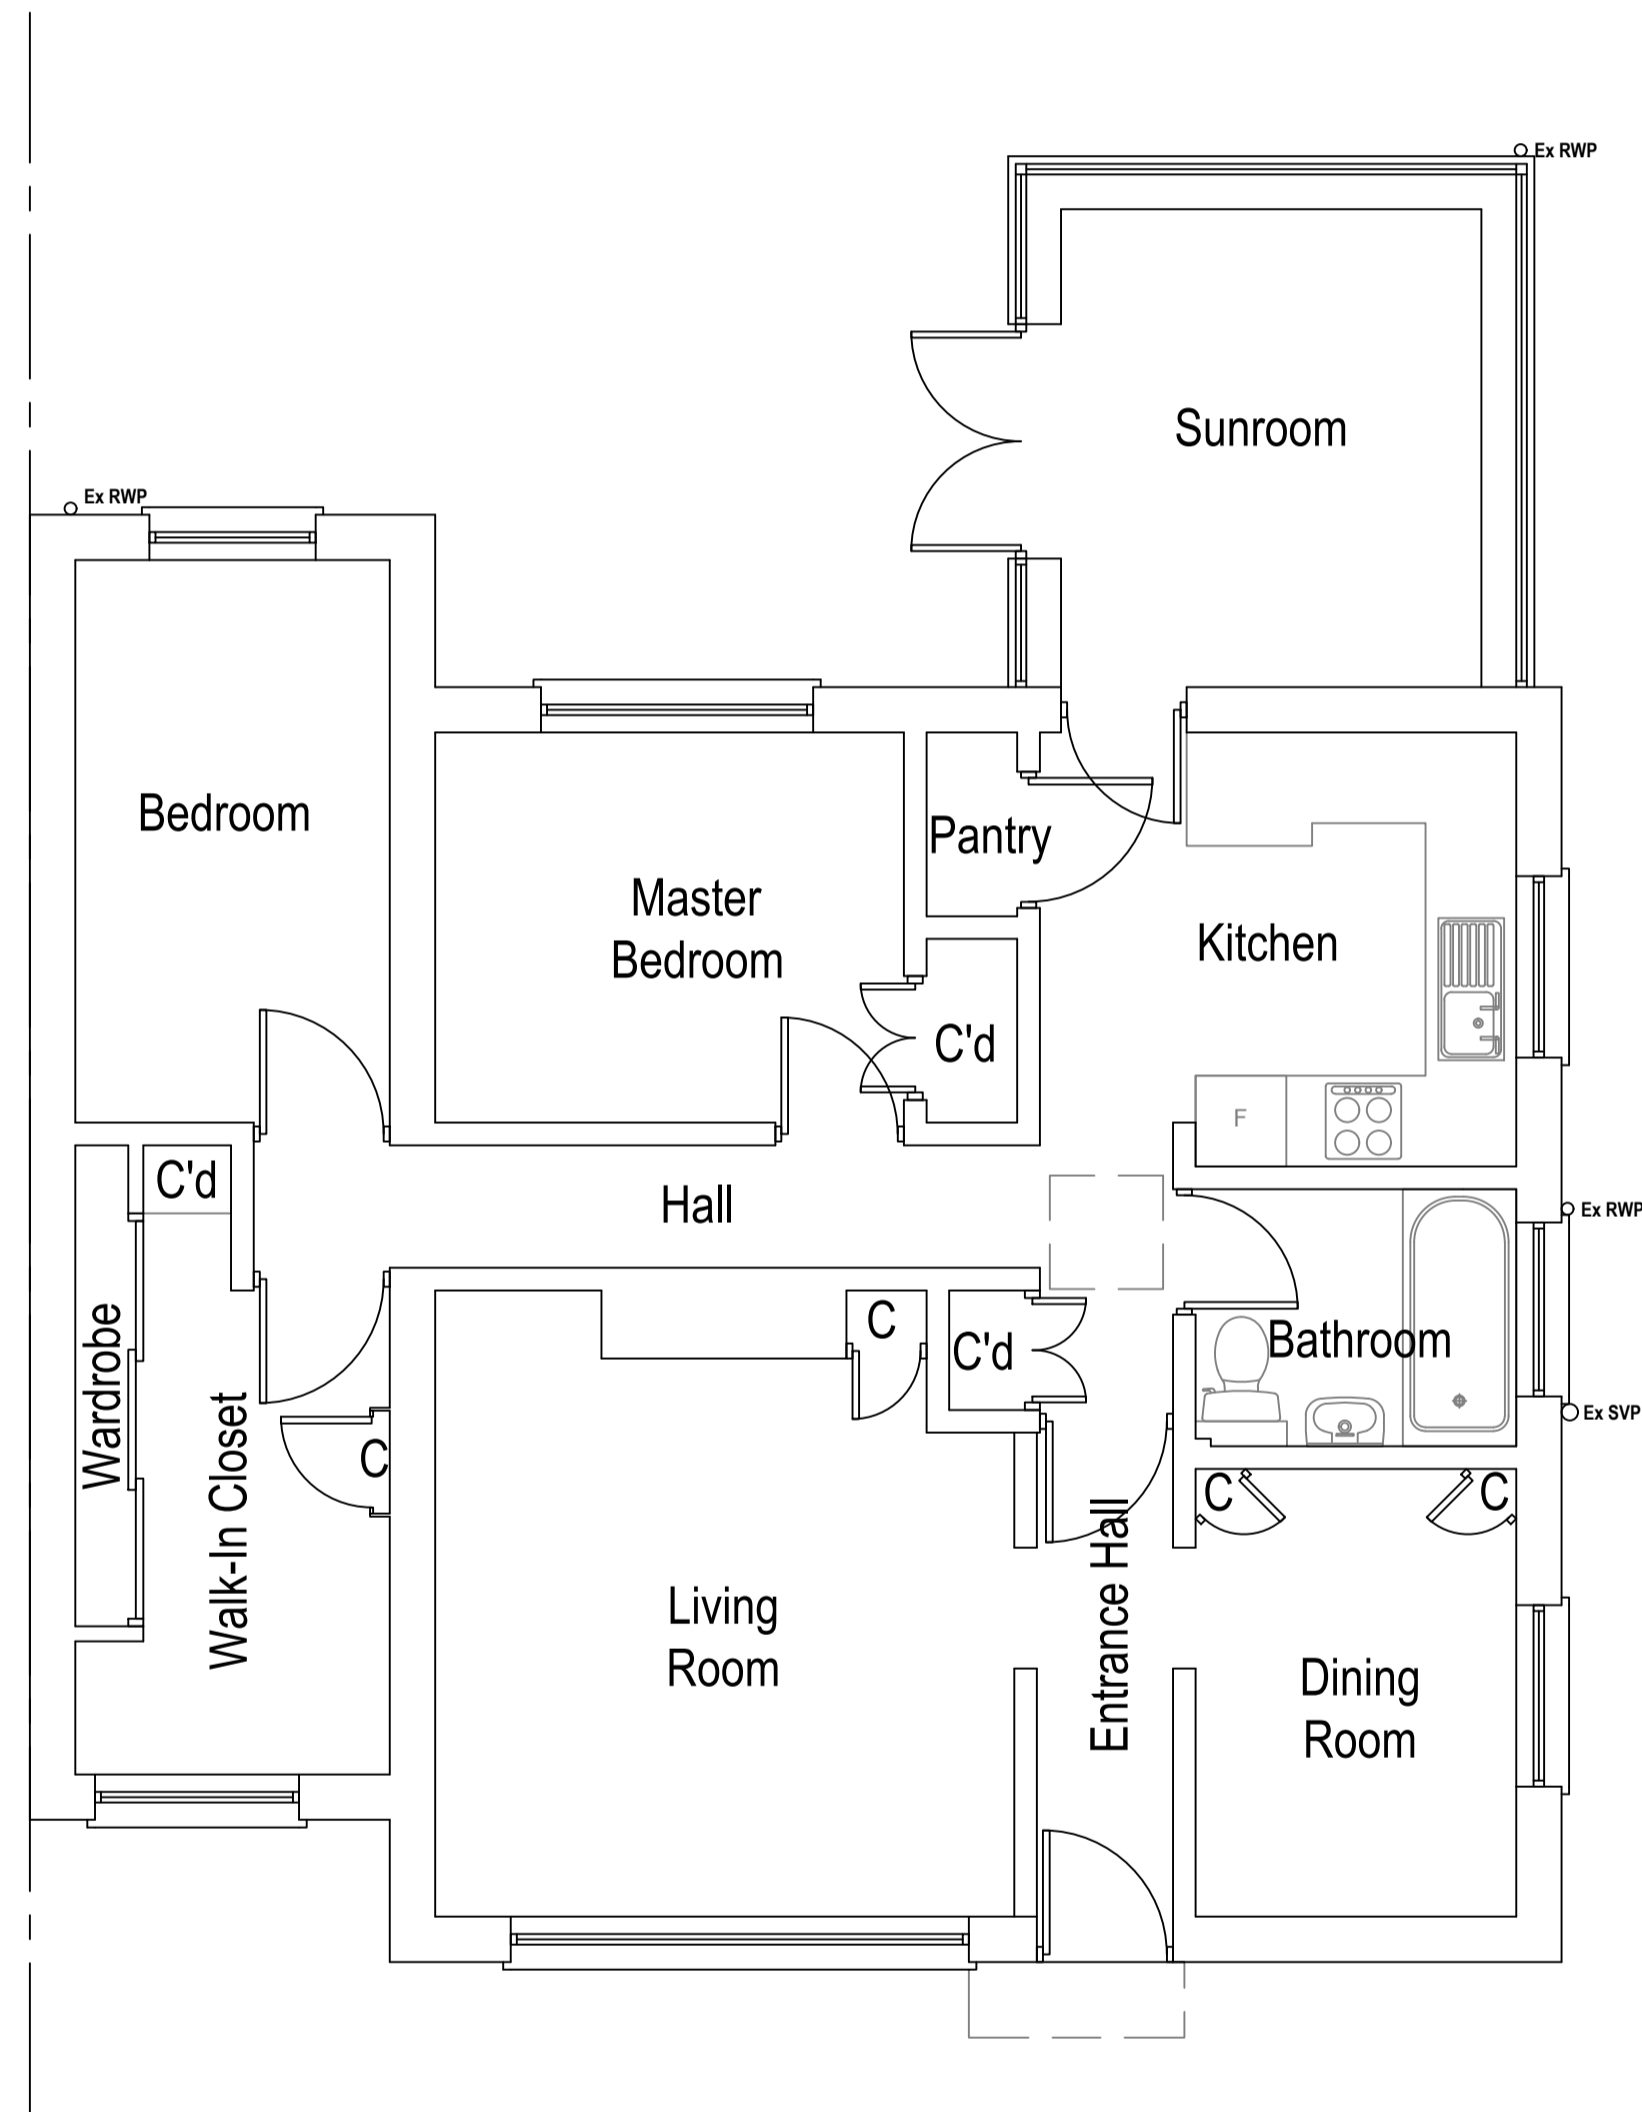 Ex RWP
Sunroom
Ex RWP
Bedroom
Pantry
Master
Bedroom
Kitchen
C'd
F
C'd
Hall
Ex RWP
Wardrobe
C
C'd
Bathroom
Walk-In Closet
C
Ex SVP
C
C
Entrance Hall
Living
Room
Dining
Room